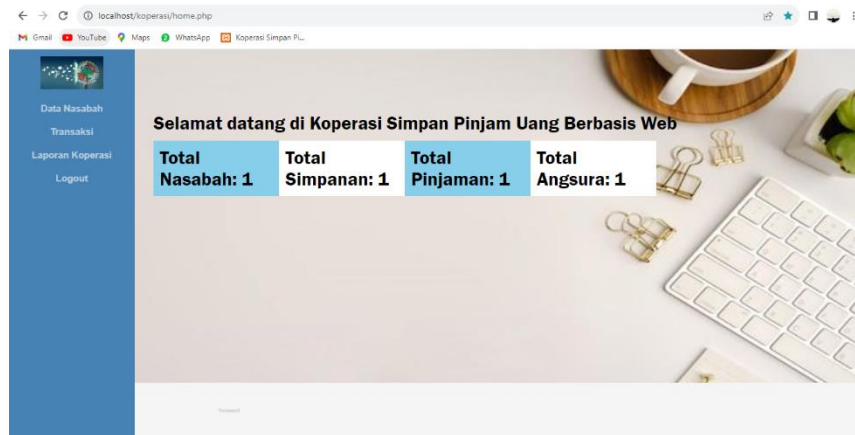 localhost/koperasi/home.php
Gmail YouTube Maps WhatsApp Koperasi Simpan Pi...
Data Nasabah
Transaksi
Laporan Koperasi
Logout
Selamat datang di Koperasi Simpan Pinjam Uang Berbasis Web
Total Total Total Total
Nasabah: 1 Simpanan: 1 Pinjaman: 1 Angsura: 1